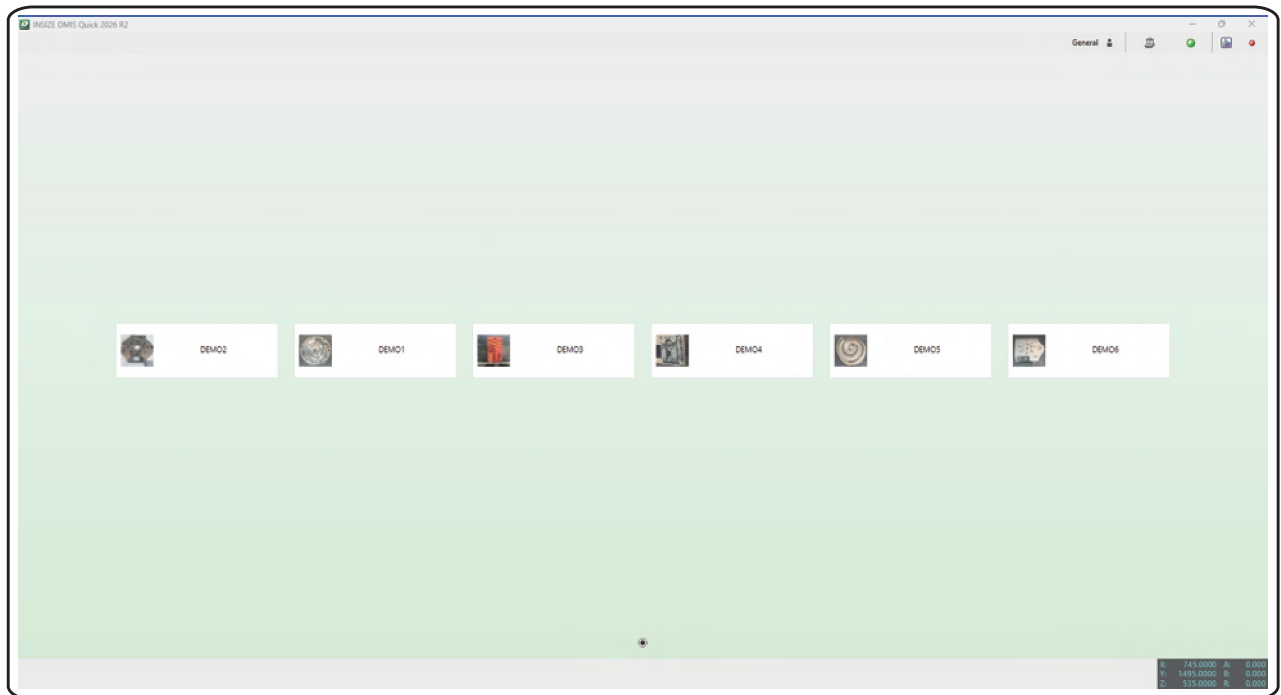 INSIZE DMIS Quick 2026 R2
General
DEMO2 DEMO1 DEMO3 DEMO4 DEMO5 DEMO6
X: 745.0000 A: 0.000
Y: 1495.0000 B: 0.000
Z: 535.0000 R: 0.000